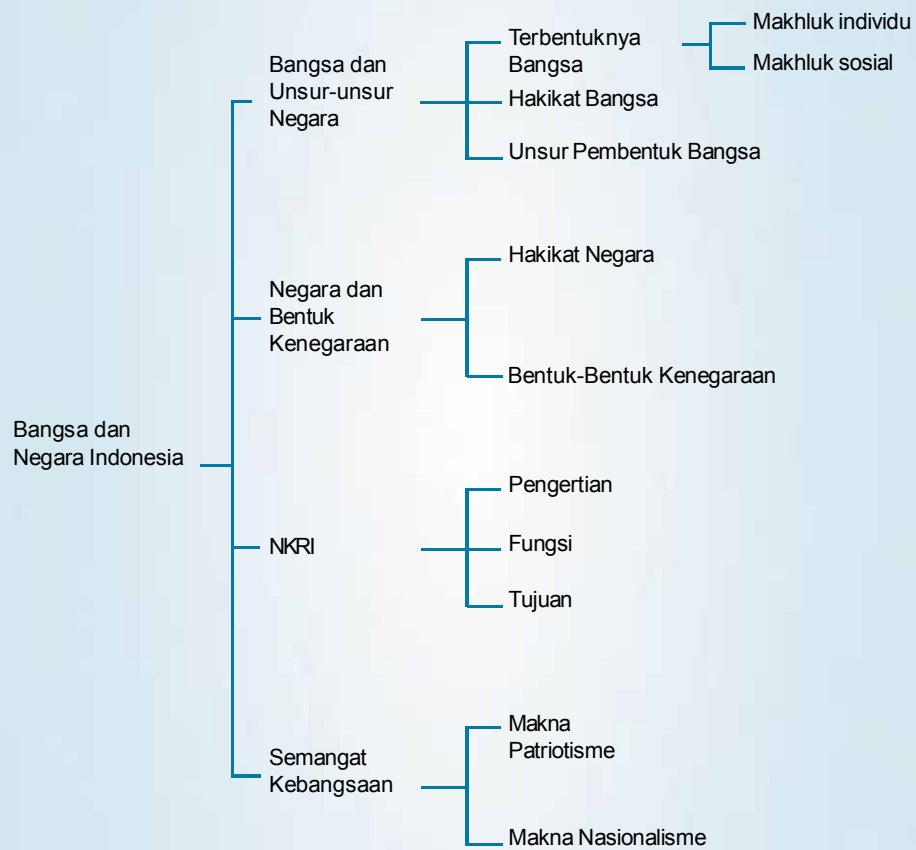 Bangsa dan
Negara Indonesia
Bangsa dan
Unsur-unsur
Negara
Terbentuknya
Bangsa
Makhluk individu
Makhluk sosial
Hakikat Bangsa
Unsur Pembentuk Bangsa
Negara dan
Bentuk
Kenegaraan
Hakikat Negara
Bentuk-Bentuk Kenegaraan
NKRI
Pengertian
Fungsi
Tujuan
Semangat
Kebangsaan
Makna
Patriotisme
Makna Nasionalisme